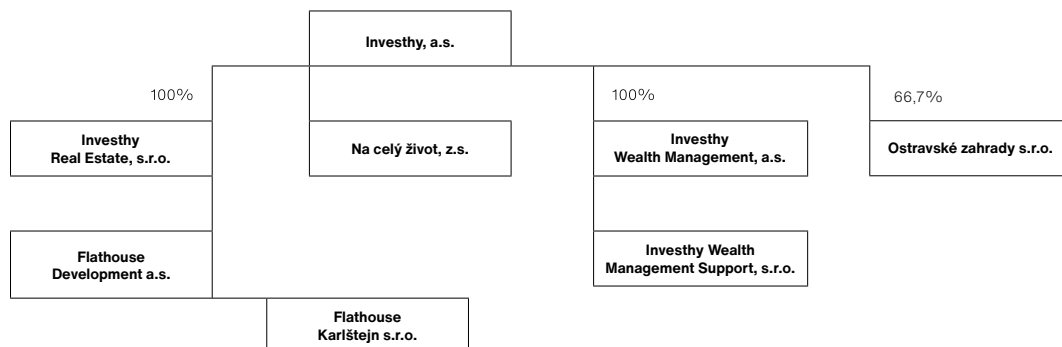 Investhy, a.s.
100%
100%
66,7%
Investhy
Real Estate, s.r.o.
Na celý život, z.s.
Investhy
Wealth Management, a.s.
Ostravské zahrady s.r.o.
Flathouse
Development a.s.
Investhy Wealth
Management Support, s.r.o.
Flathouse
Karlštejn s.r.o.